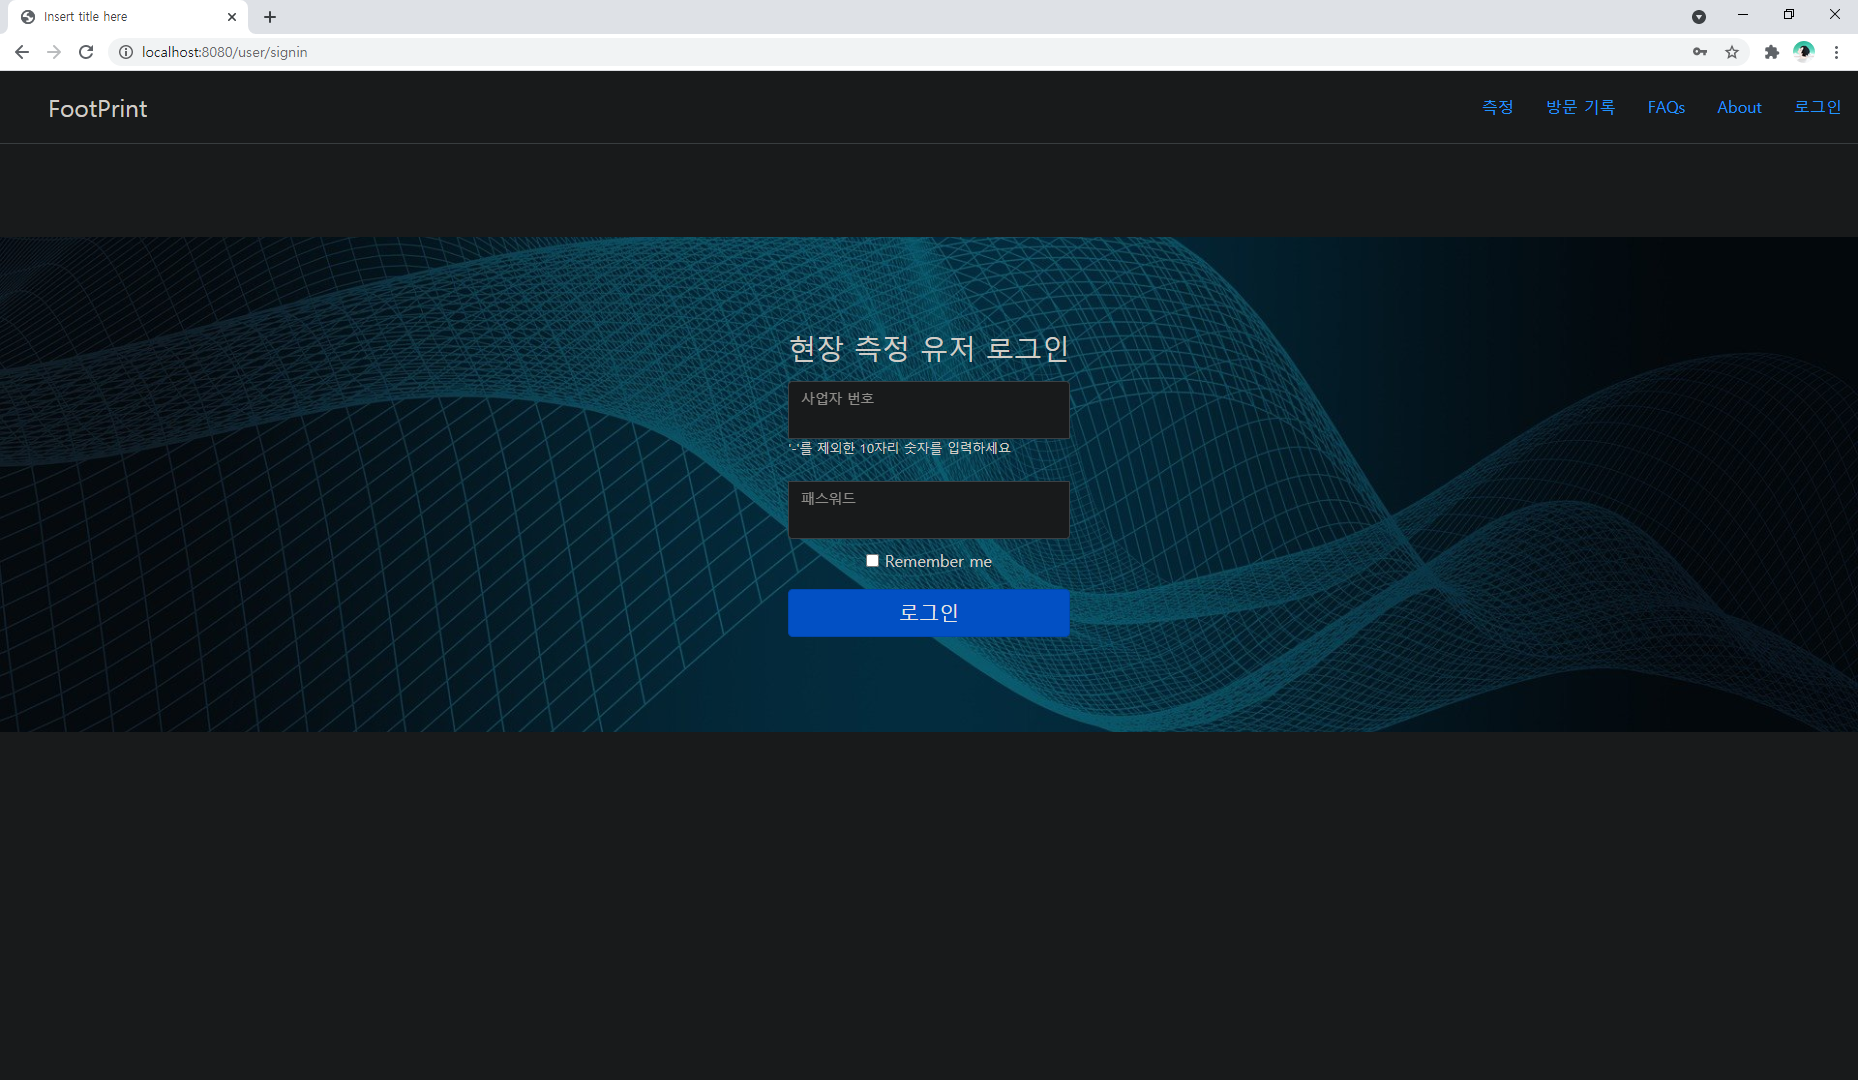 Insert title here
localhost:8080/user/signin
FootPrint
측정 방문 기록 FAQs About 로그인
현장 측정 유저 로그인
사업자 번호
'-'를 제외한 10자리 숫자를 입력하세요
패스워드
Remember me
로그인